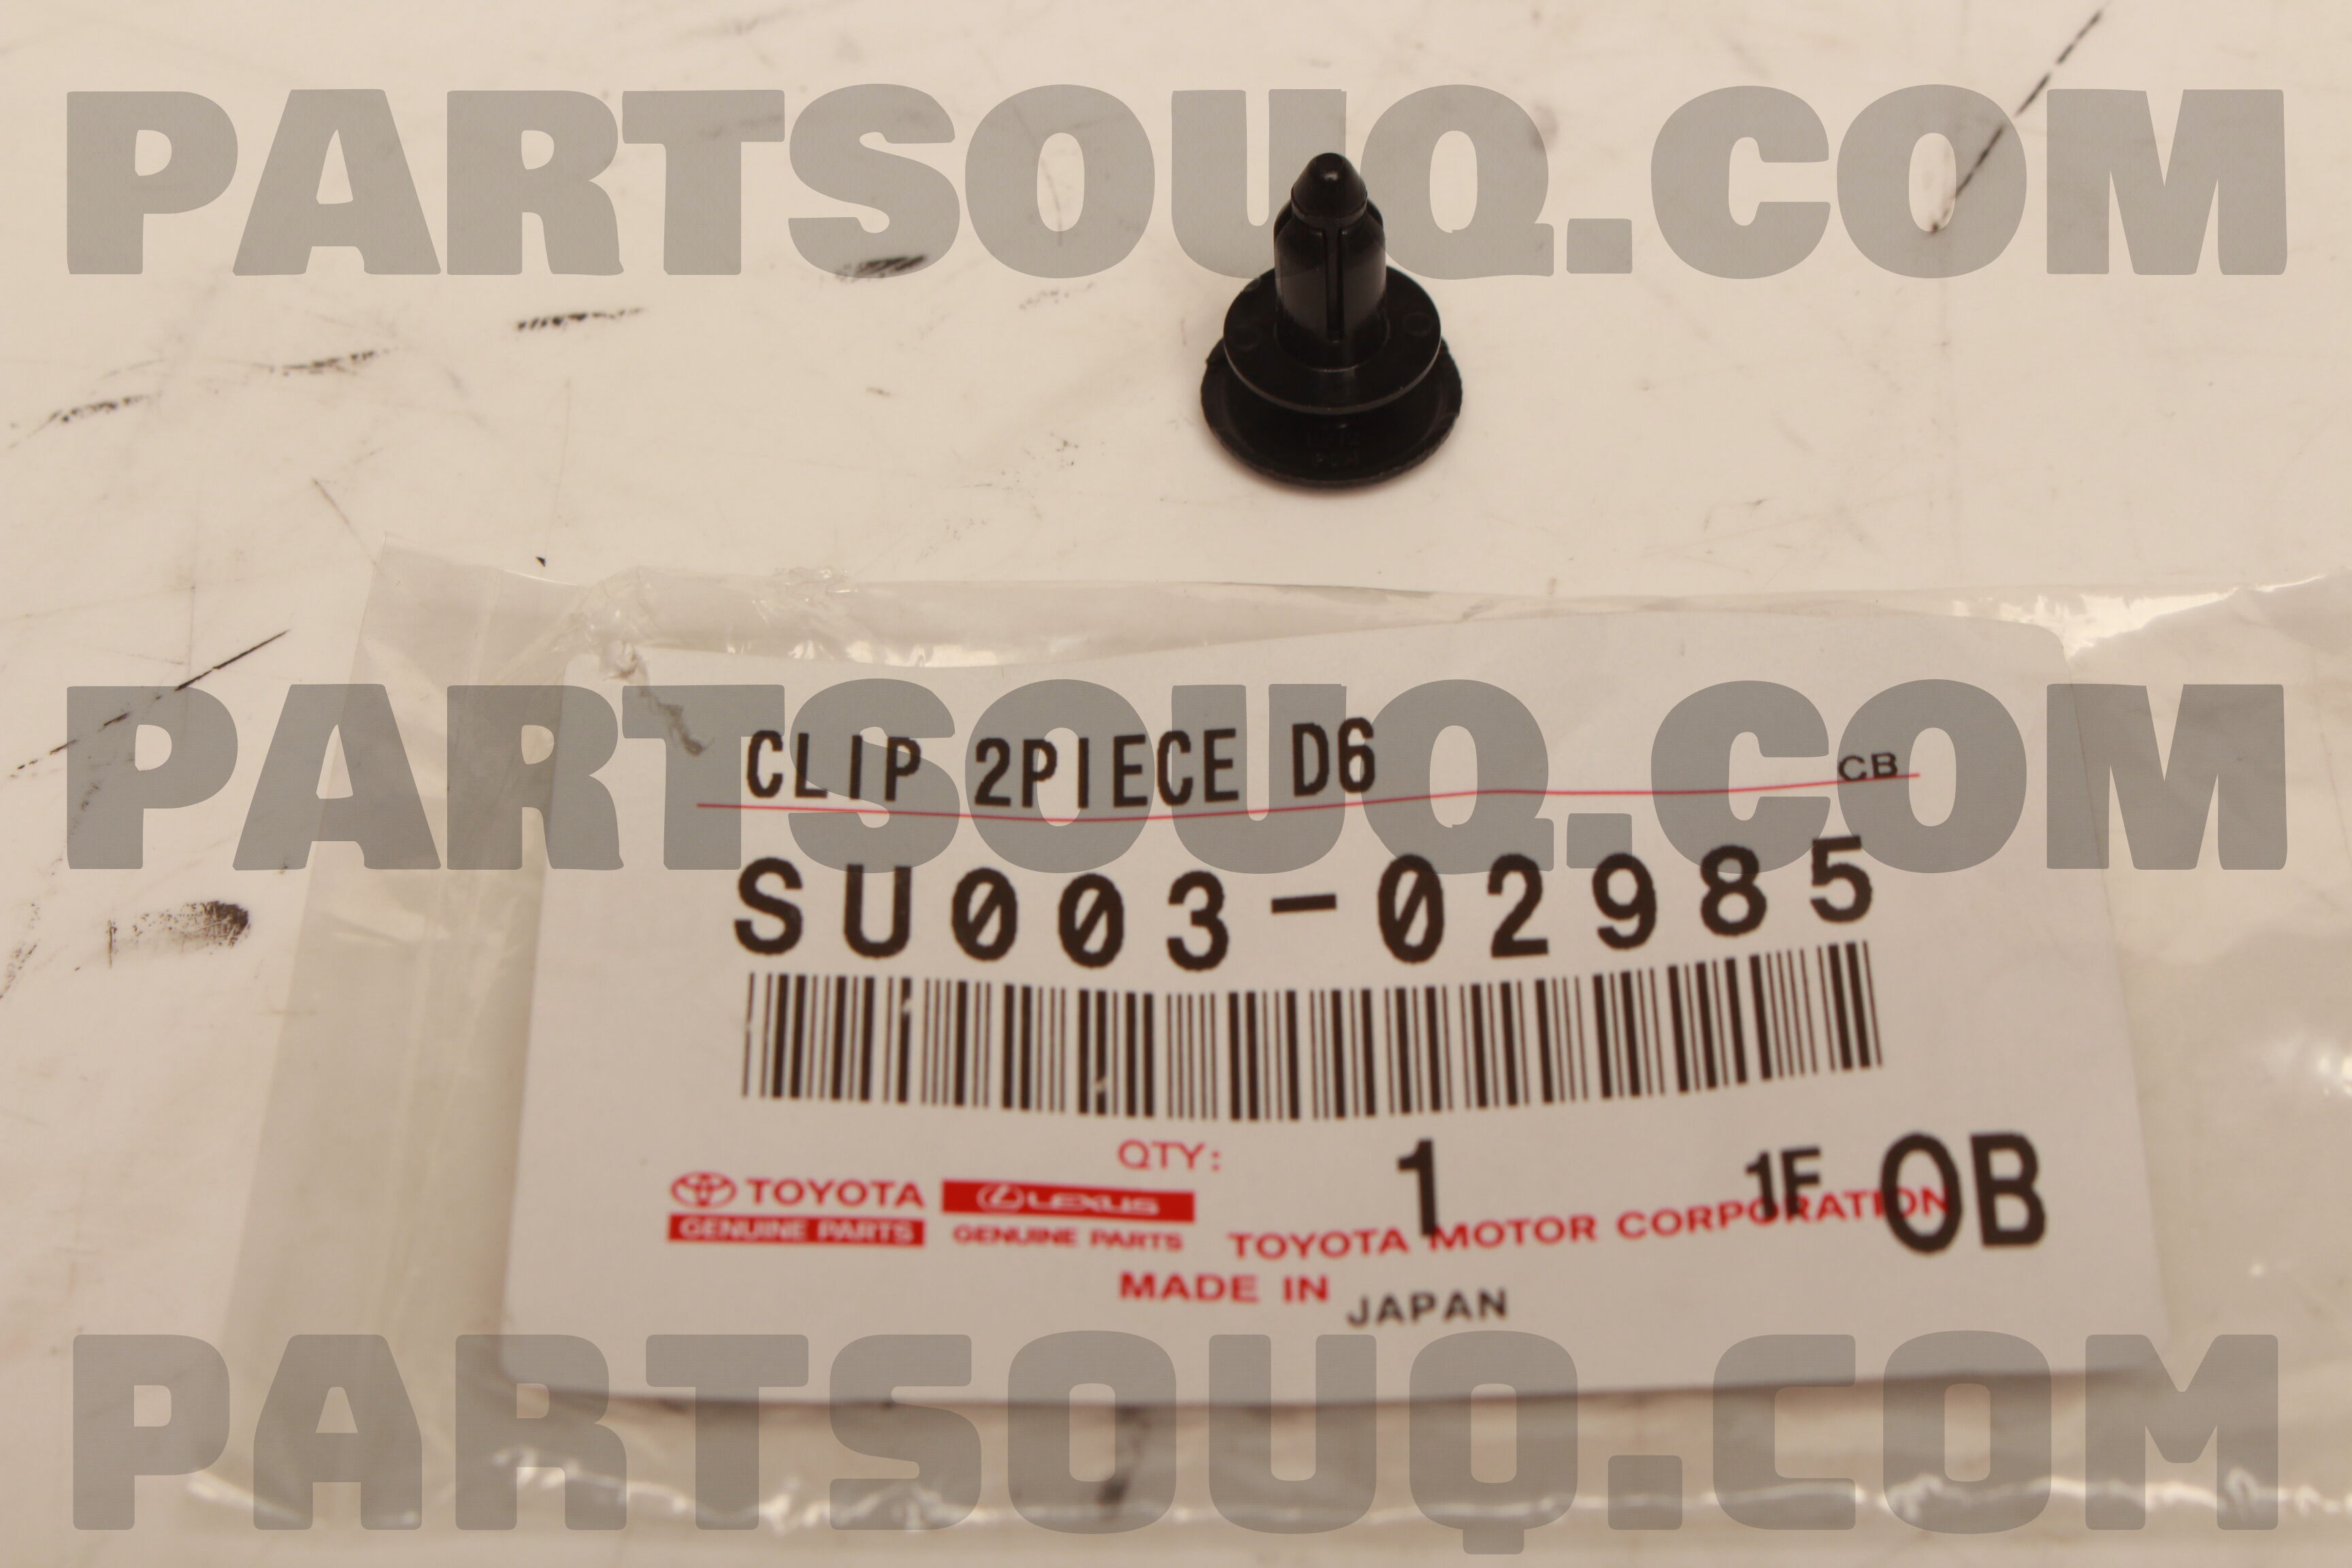 PARTSOUQ.COM
PARTSOUQ.COM
CLIP 2PIECE D6
CB
SU003-02985
QTY: 1
1F OB
TOYOTA
GENUINE PARTS
LEXUS
GENUINE PARTS
TOYOTA MOTOR CORPORATION
MADE IN JAPAN
PARTSOUQ.COM